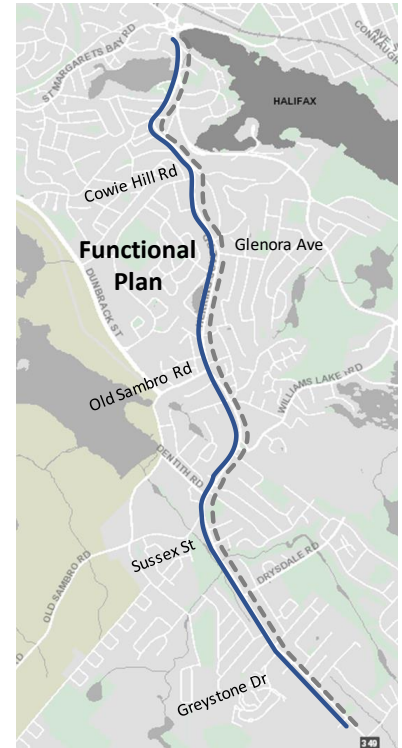 ST MARGARETS BAY RD
CONNAUGHT
AVE
HALIFAX
Cowie Hill Rd
Glenora Ave
Functional
Plan
DUNBRACK ST
Old Sambro Rd
WILLIAMS LAKE RD
DENTITH RD
Sussex St
DRYSDALE RD
OLD SAMBRO RD
Greystone Dr
349